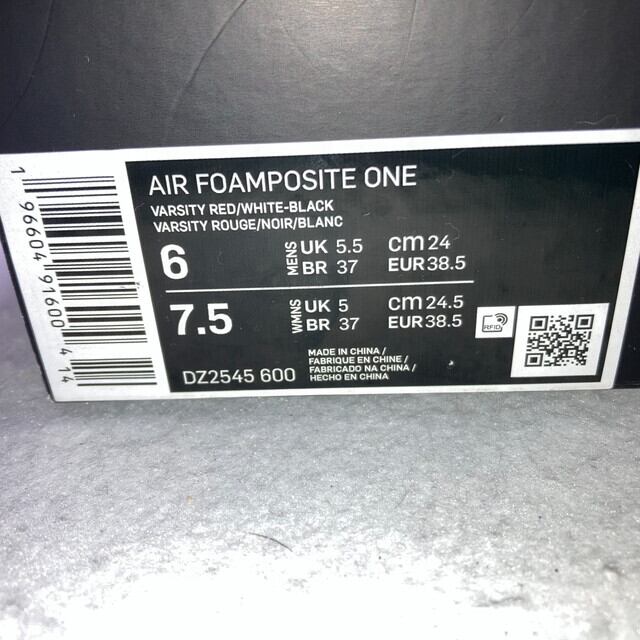 AIR FOAMPOSITE ONE
VARSITY RED/WHITE-BLACK
VARSITY ROUGE/NOIR/BLANC
6 MENS UK 5.5 cm 24
BR 37 EUR 38.5
7.5 WMNS UK 5 cm 24.5
BR 37 EUR 38.5
RFID
DZ2545 600
MADE IN CHINA /
FABRIQUE EN CHINE /
FABRICADO NA CHINA /
HECHO EN CHINA
1 96604 91600 4 14